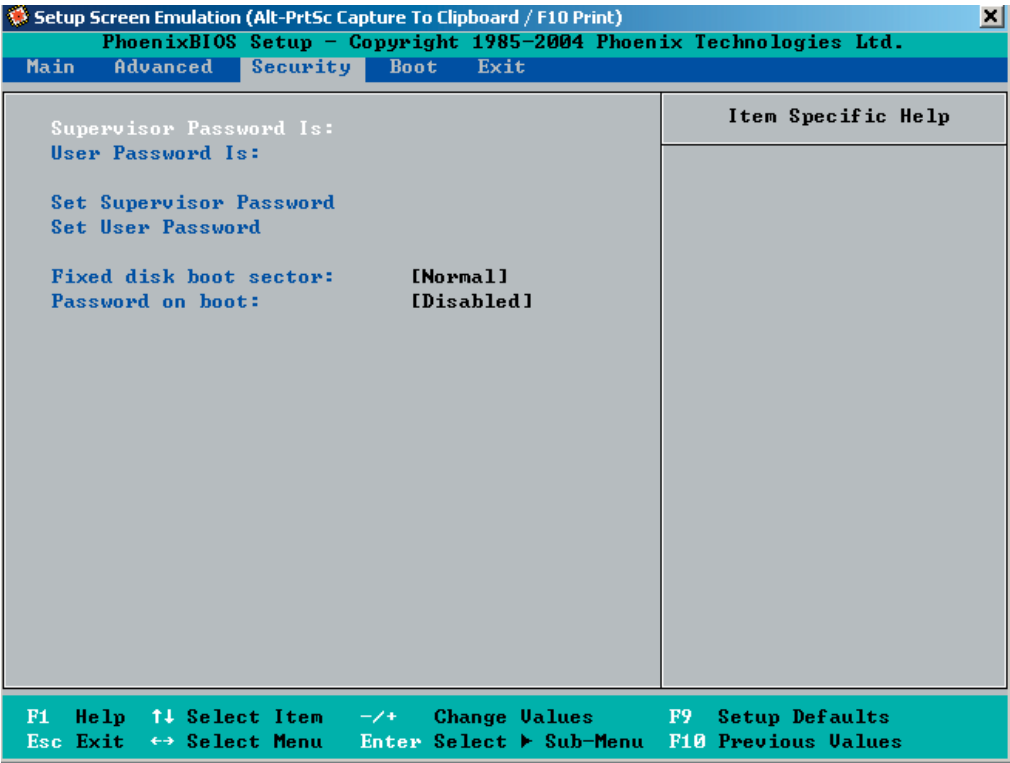 Setup Screen Emulation (Alt-PrtSc Capture To Clipboard / F10 Print)
PhoenixBIOS Setup - Copyright 1985-2004 Phoenix Technologies Ltd.
Main Advanced Security Boot Exit
Item Specific Help
Supervisor Password Is:
User Password Is:
Set Supervisor Password
Set User Password
Fixed disk boot sector: [Normal]
Password on boot: [Disabled]
F1 Help ↑↓ Select Item -/+ Change Values F9 Setup Defaults
Esc Exit ↔ Select Menu Enter Select ▶ Sub-Menu F10 Previous Values